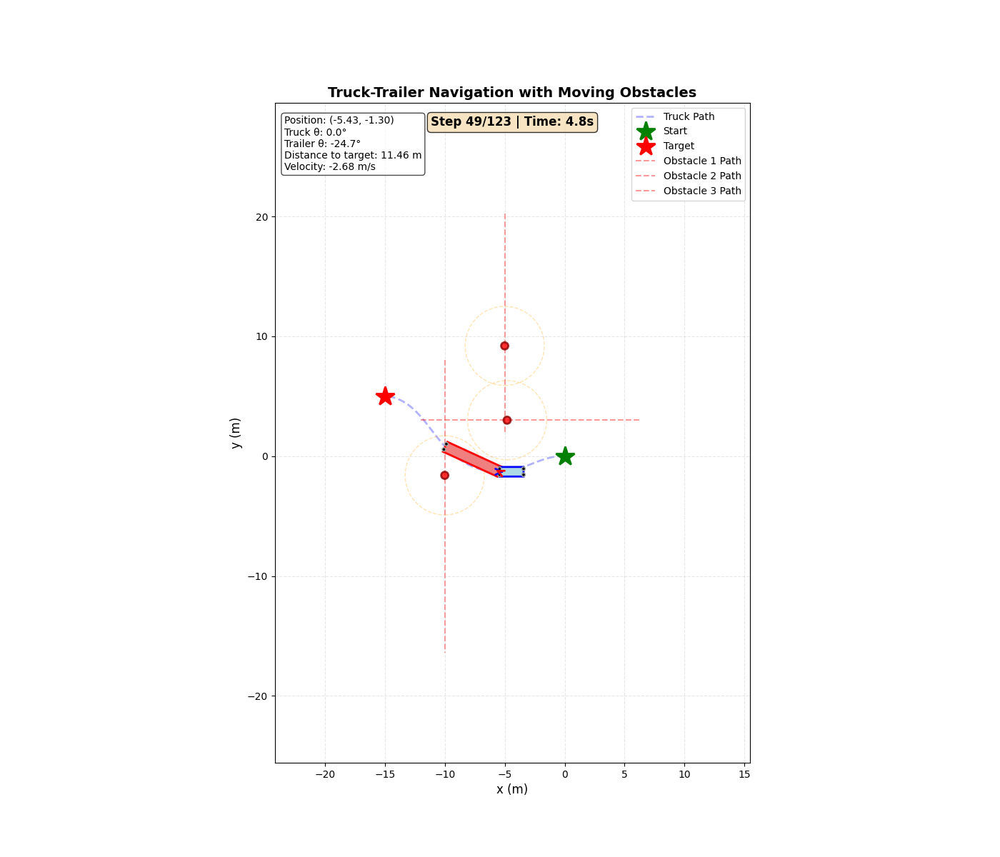 Truck-Trailer Navigation with Moving Obstacles
Position: (-5.43, -1.30)
Truck θ: 0.0°
Trailer θ: -24.7°
Distance to target: 11.46 m
Velocity: -2.68 m/s
Step 49/123 | Time: 4.8s
Truck Path
Start
Target
Obstacle 1 Path
Obstacle 2 Path
Obstacle 3 Path
20
10
0
−10
−20
y (m)
−20
−15
−10
−5
0
5
10
15
x (m)